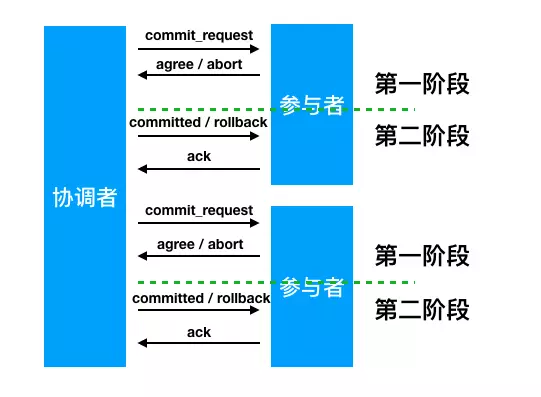 commit_request
agree / abort
第一阶段
参与者
committed / rollback
第二阶段
ack
协调者
commit_request
agree / abort
第一阶段
参与者
committed / rollback
第二阶段
ack